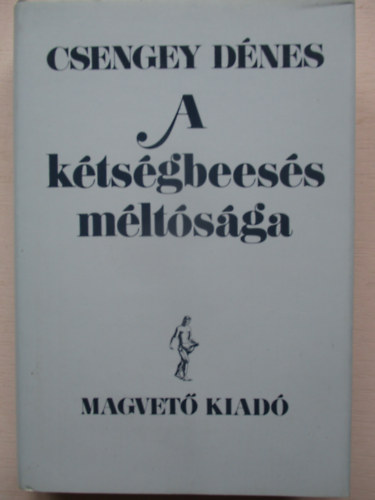 CSENGEY DÉNES
A
kétségbeesés
méltósága
MAGVETŐ KIADÓ